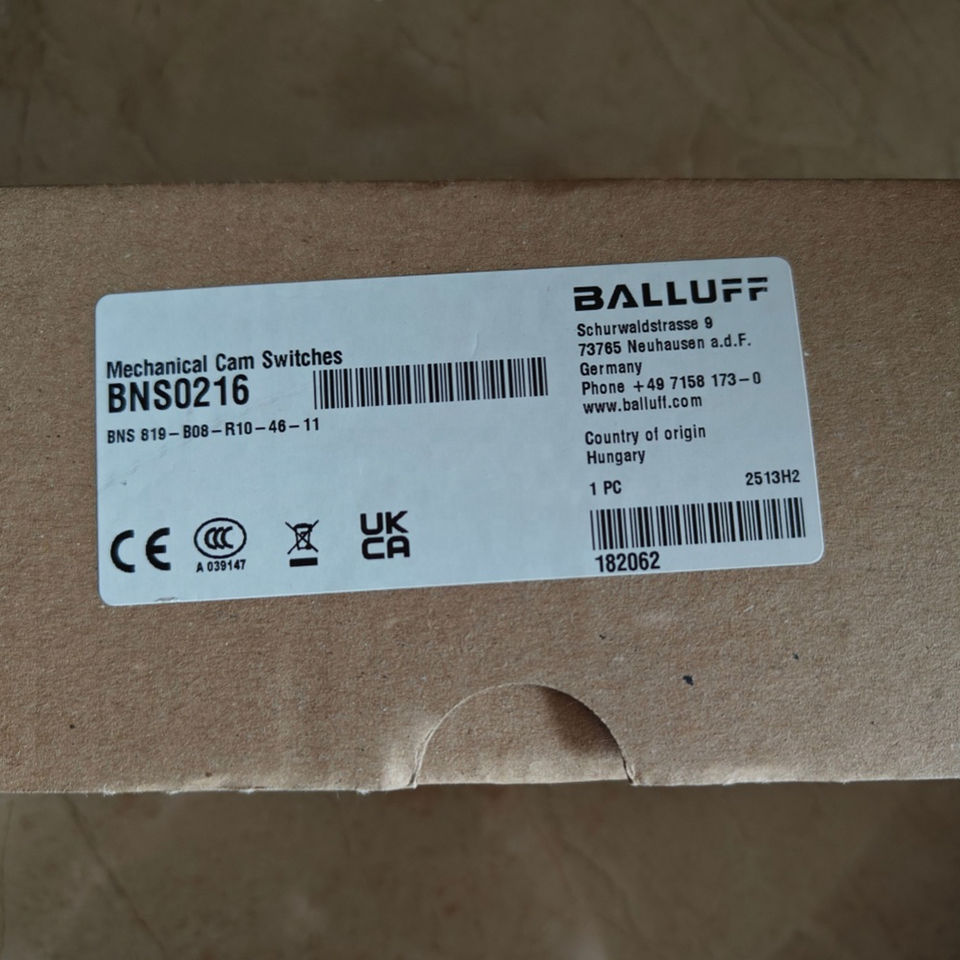 Mechanical Cam Switches
BNS0216
BNS 819-B08-R10-46-11
CE
CCC
A 039147
UK
CA
BALLUFF
Schurwaldstrasse 9
73765 Neuhausen a.d.F.
Germany
Phone +49 7158 173-0
www.balluff.com
Country of origin
Hungary
1 PC 2513H2
182062